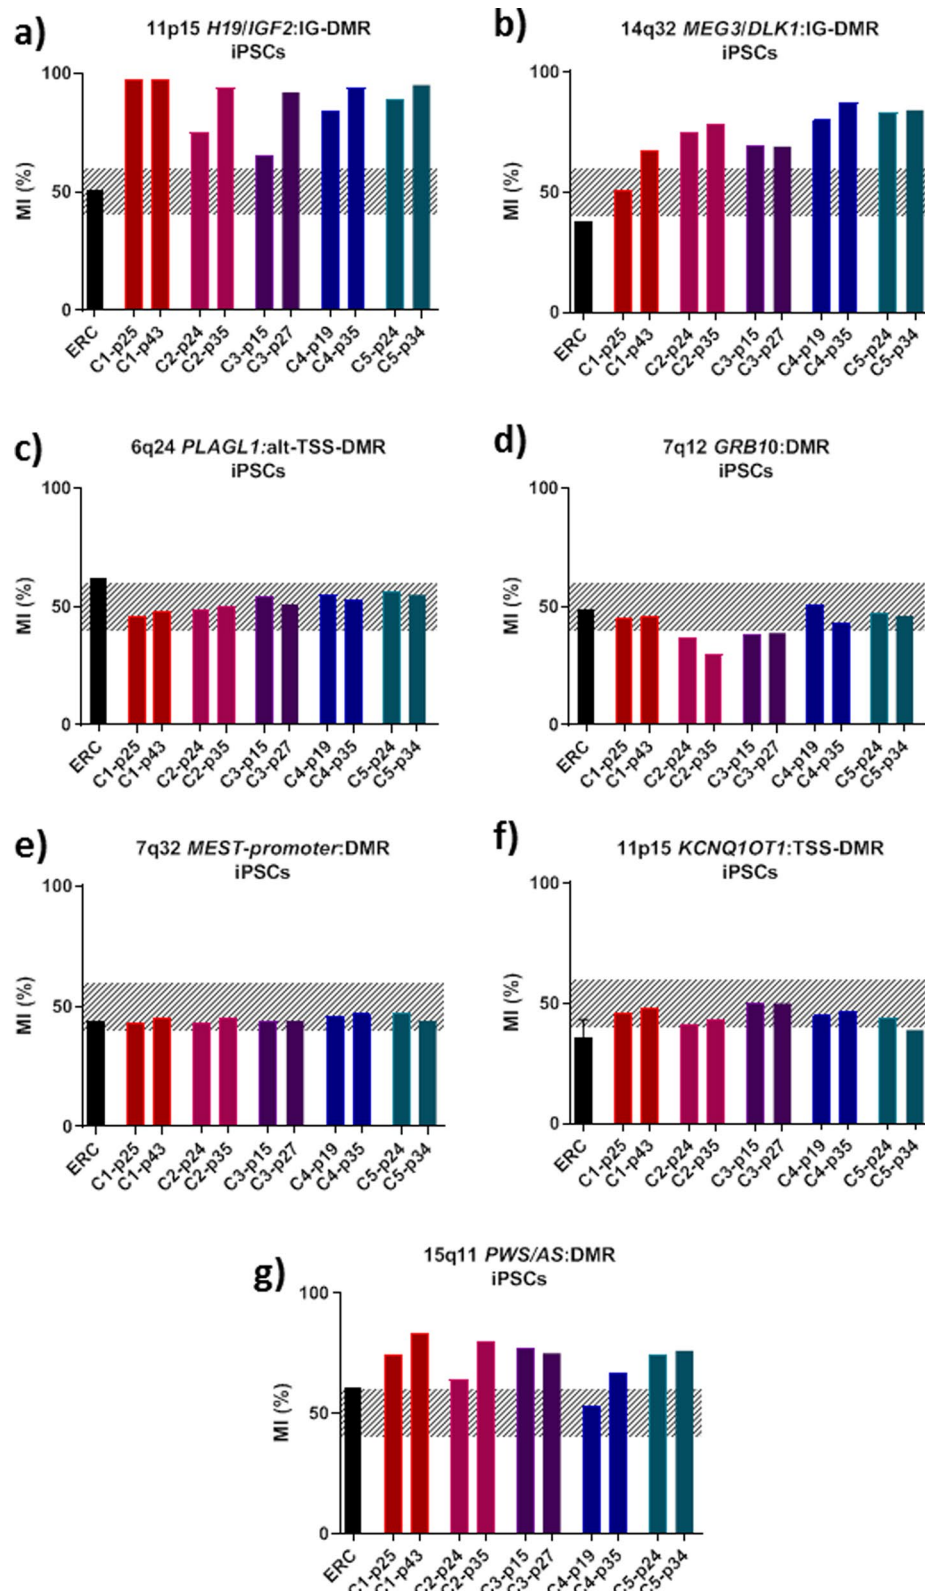 a)
11p15 H19/IGF2:IG-DMR
iPSCs
MI (%)
100
50
0
ERC
C1-p25
C1-p43
C2-p24
C2-p35
C3-p15
C3-p27
C4-p19
C4-p35
C5-p24
C5-p34
b)
14q32 MEG3/DLK1:IG-DMR
iPSCs
MI (%)
100
50
0
ERC
C1-p25
C1-p43
C2-p24
C2-p35
C3-p15
C3-p27
C4-p19
C4-p35
C5-p24
C5-p34
c)
6q24 PLAGL1:alt-TSS-DMR
iPSCs
MI (%)
100
50
0
ERC
C1-p25
C1-p43
C2-p24
C2-p35
C3-p15
C3-p27
C4-p19
C4-p35
C5-p24
C5-p34
d)
7q12 GRB10:DMR
iPSCs
MI (%)
100
50
0
ERC
C1-p25
C1-p43
C2-p24
C2-p35
C3-p15
C3-p27
C4-p19
C4-p35
C5-p24
C5-p34
e)
7q32 MEST-promoter:DMR
iPSCs
MI (%)
100
50
0
ERC
C1-p25
C1-p43
C2-p24
C2-p35
C3-p15
C3-p27
C4-p19
C4-p35
C5-p24
C5-p34
f)
11p15 KCNQ1OT1:TSS-DMR
iPSCs
MI (%)
100
50
0
ERC
C1-p25
C1-p43
C2-p24
C2-p35
C3-p15
C3-p27
C4-p19
C4-p35
C5-p24
C5-p34
g)
15q11 PWS/AS:DMR
iPSCs
MI (%)
100
50
0
ERC
C1-p25
C1-p43
C2-p24
C2-p35
C3-p15
C3-p27
C4-p19
C4-p35
C5-p24
C5-p34